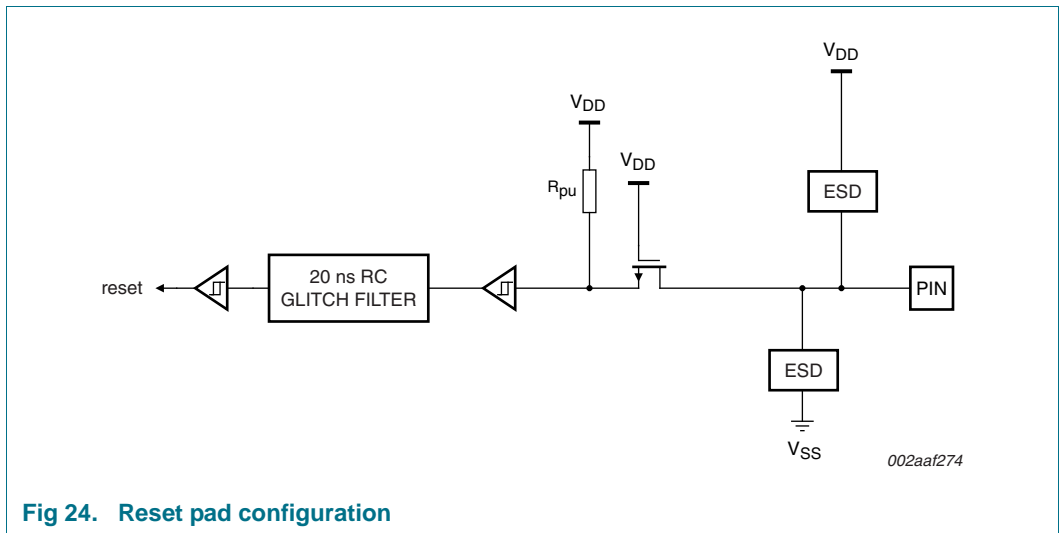 VDD
VDD
VDD
Rpu
ESD
reset
20 ns RC
GLITCH FILTER
PIN
ESD
VSS
002aaf274
Fig 24. Reset pad configuration